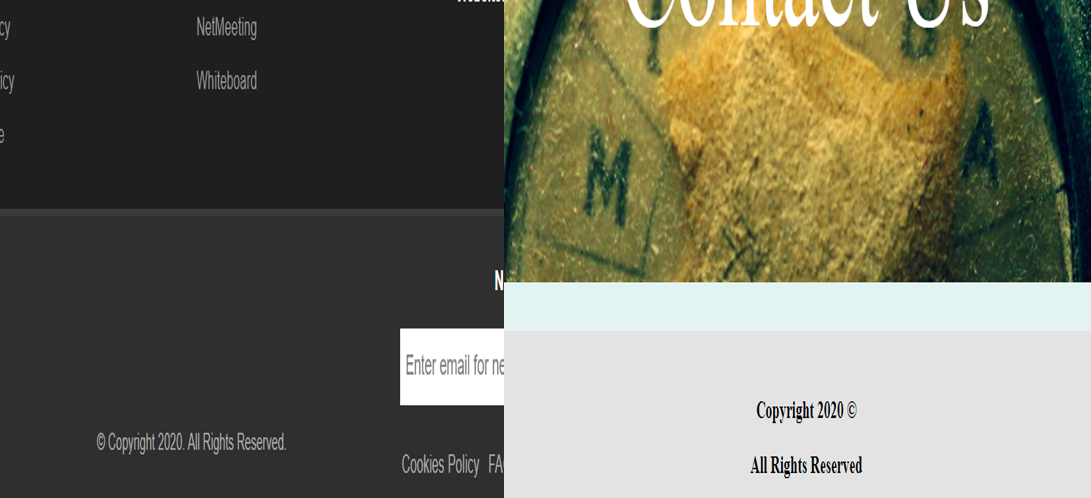 cy
NetMeeting
icy
Whiteboard
e
N
Enter email for ne
© Copyright 2020. All Rights Reserved.
Cookies Policy FA
Contact Us
M
A
Copyright 2020 ©
All Rights Reserved